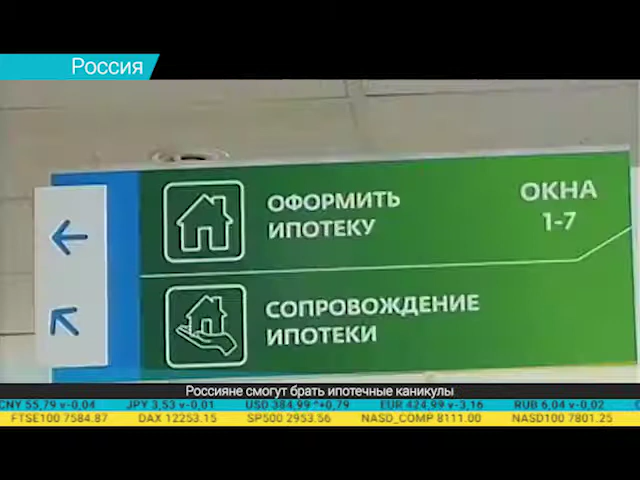 Россия
ОФОРМИТЬ
ИПОТЕКУ
ОКНА
1-7
СОПРОВОЖДЕНИЕ
ИПОТЕКИ
Россияне смогут брать ипотечные каникулы
CNY 55,79 v-0,04 JPY 3,53 v-0,01 USD 384,99 ^+0,79 EUR 424,99 v-3,16 RUB 6,04 v-0,02
FTSE100 7584.87 DAX 12253.15 SP500 2953.56 NASD_COMP 8111.00 NASD100 7801.25